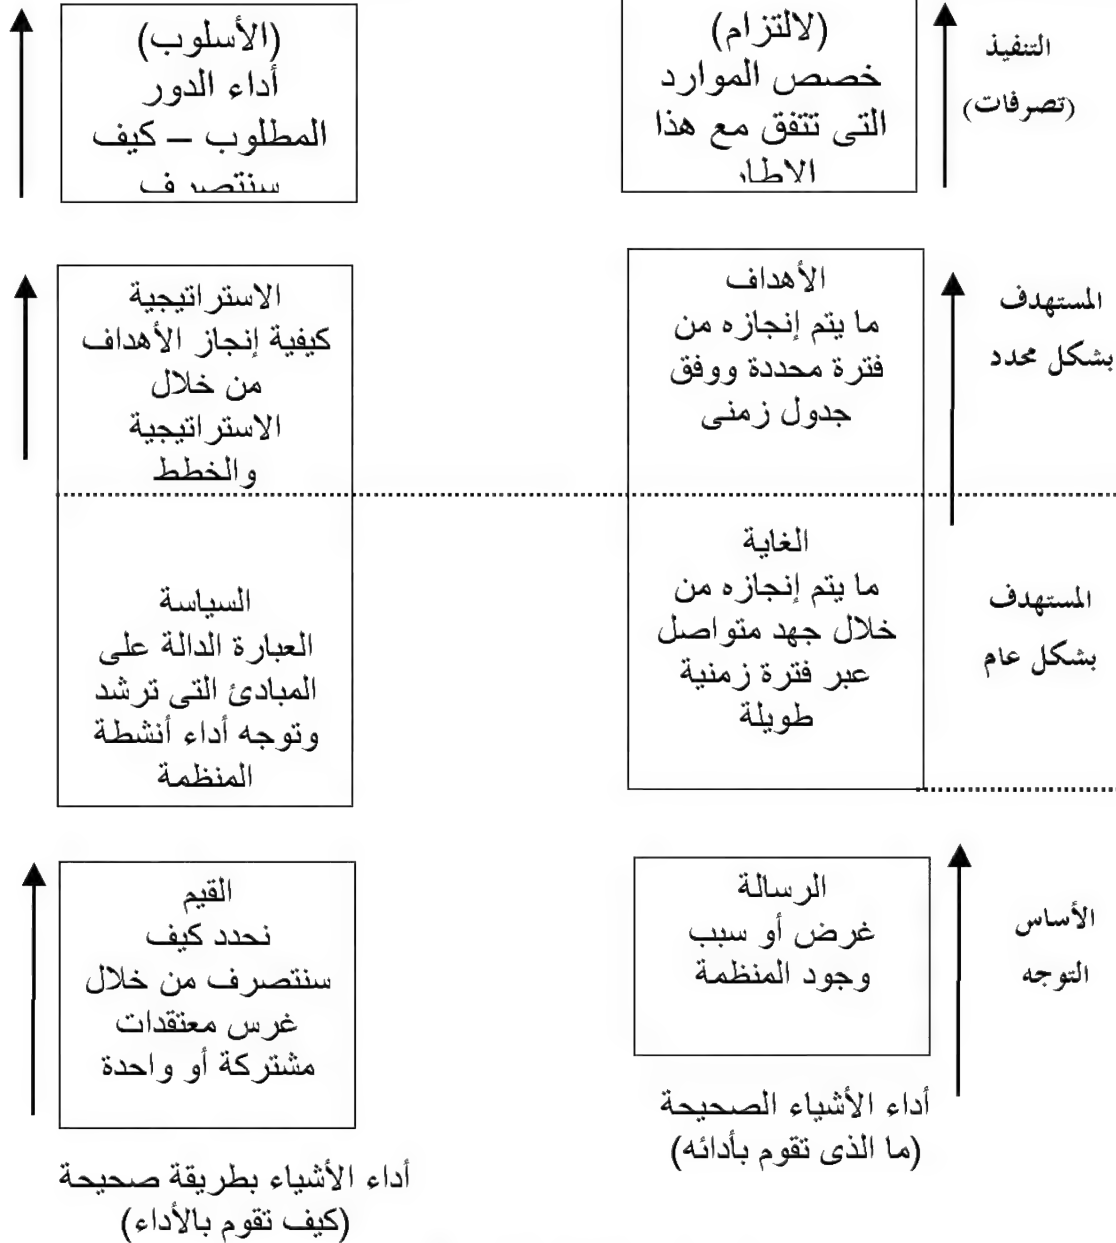 التنفيذ
(تصرفات)
(لالتزام)
خصص الموارد
التى تتفق مع هذا
الاطار
(الأسلوب)
أداء الدور
المطلوب – كيف
سنتصرف
المستهدف
بشكل محدد
الأهداف
ما يتم إنجازه من
فترة محددة ووفق
جدول زمنى
الاستراتيجية
كيفية إنجاز الأهداف
من خلال
الاستراتيجية
والخطط
المستهدف
بشكل عام
الغاية
ما يتم إنجازه من
خلال جهد متواصل
عبر فترة زمنية
طويلة
السياسة
العبارة الدالة على
المبادئ التى ترشد
وتوجه أداء أنشطة
المنظمة
الأساس
التوجه
الرسالة
غرض أو سبب
وجود المنظمة
القيم
نحدد كيف
سنتصرف من خلال
غرس معتقدات
مشتركة أو واحدة
أداء الأشياء الصحيحة
(ما الذى تقوم بأدائه)
أداء الأشياء بطريقة صحيحة
(كيف تقوم بالأداء)